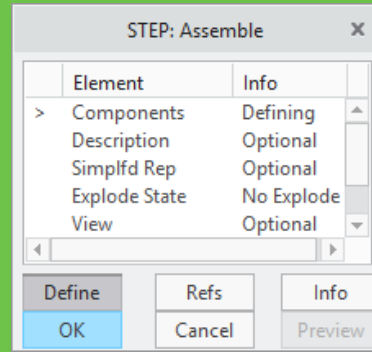 STEP: Assemble
Element Info
> Components Defining
Description Optional
Simplfd Rep Optional
Explode State No Explode
View Optional
Define Refs Info
OK Cancel Preview